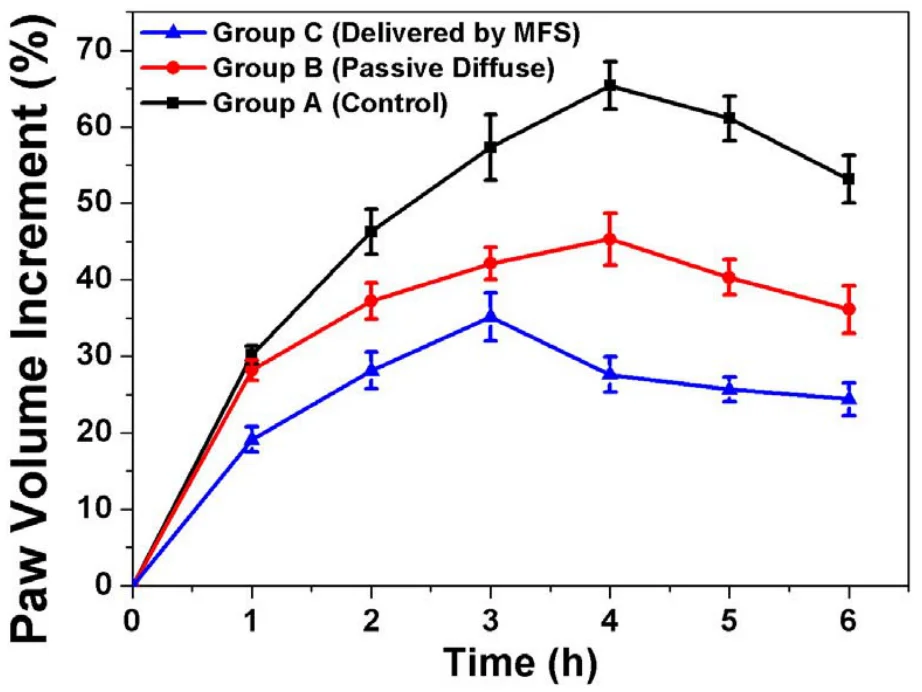 Paw Volume Increment (%)
70
60
50
40
30
20
10
0
Group C (Delivered by MFS)
Group B (Passive Diffuse)
Group A (Control)
0 1 2 3 4 5 6
Time (h)